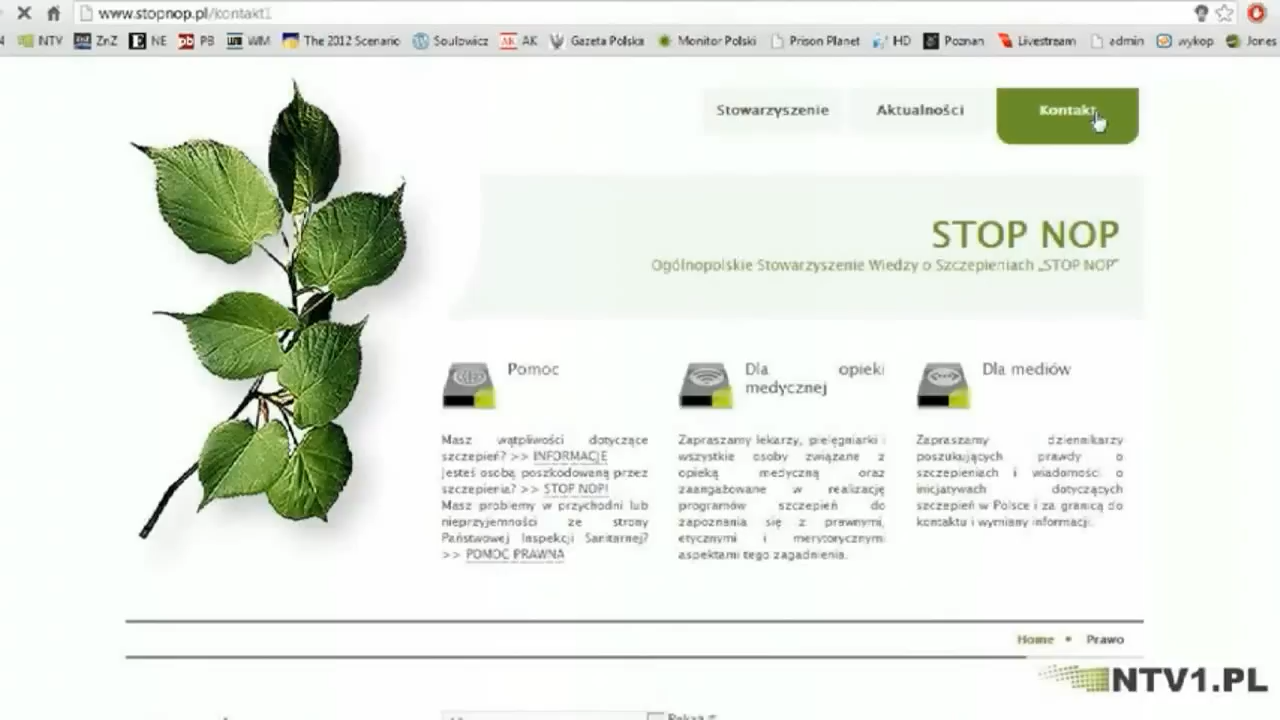 www.stopnop.pl/kontakt1
NTV ZnZ NE PB WM The 2012 Scenario Soulowicz AK AK Gazeta Polska Monitor Polski Prison Planet HD Poznan Livestream admin wykop Jones
Stowarzyszenie Aktualności Kontakt
STOP NOP
Ogólnopolskie Stowarzyszenie Wiedzy o Szczepieniach „STOP NOP”
Pomoc
Masz wątpliwości dotyczące
szczepień? >> INFORMACJE
Jesteś osobą poszkodowaną przez
szczepienia? >> STOP NOP!
Masz problemy w przychodni lub
nieprzyjemności ze strony
Państwowej Inspekcji Sanitarnej?
>> POMOC PRAWNA
Dla opieki
medycznej
Zapraszamy lekarzy, pielęgniarki i
wszystkie osoby związane z
opieką medyczną oraz
zaangażowane w realizację
programów szczepień do
zapoznania się z prawnymi,
etycznymi i merytorycznymi
aspektami tego zagadnienia.
Dla mediów
Zapraszamy dziennikarzy
poszukujących prawdy o
szczepieniach i wiadomości o
inicjatywach dotyczących
szczepień w Polsce i za granicą do
kontaktu i wymiany informacji.
Home • Prawo
NTV1.PL